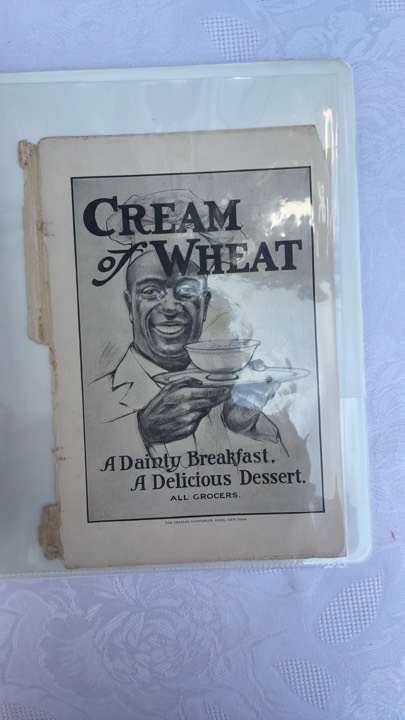 CREAM
of WHEAT
A Dainty Breakfast.
A Delicious Dessert.
ALL GROCERS.